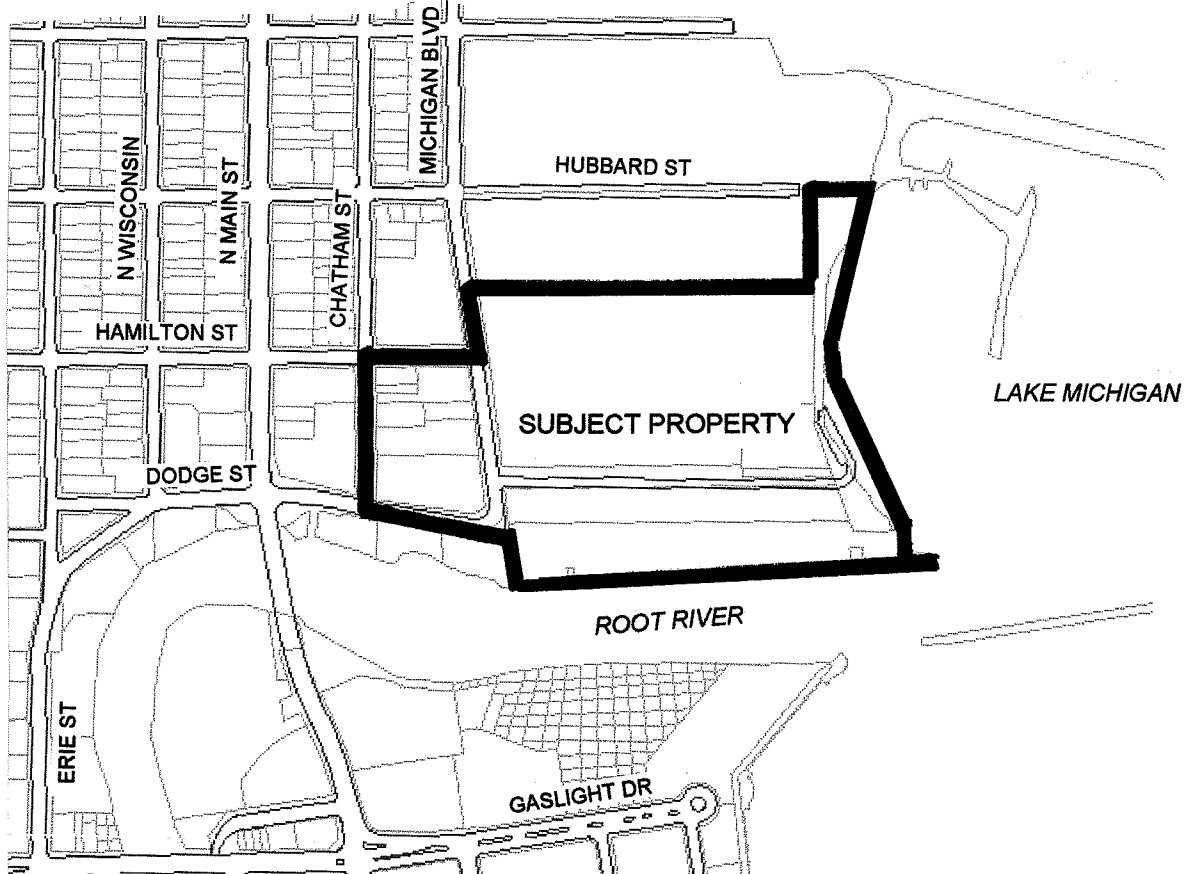 MICHIGAN BLVD
HUBBARD ST
N WISCONSIN
N MAIN ST
CHATHAM ST
HAMILTON ST
LAKE MICHIGAN
SUBJECT PROPERTY
DODGE ST
ROOT RIVER
ERIE ST
GASLIGHT DR